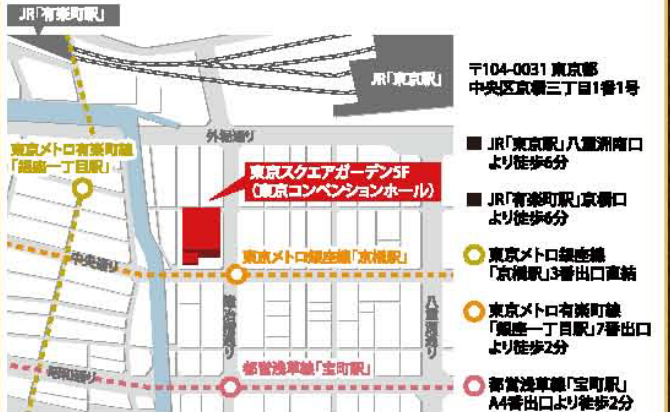 JR「有楽町駅」
JR「東京駅」
外堀通り
東京メトロ有楽町線
「銀座一丁目駅」
東京スクエアガーデン5F
（東京コンベンションホール）
中央通り
東京メトロ銀座線「京橋駅」
鍛冶橋通り
八重洲通り
昭和通り
都営浅草線「宝町駅」
〒104-0031 東京都
中央区京橋三丁目1番1号
JR「東京駅」八重洲南口
より徒歩6分
JR「有楽町駅」京橋口
より徒歩6分
東京メトロ銀座線
「京橋駅」3番出口直結
東京メトロ有楽町線
「銀座一丁目駅」7番出口
より徒歩2分
都営浅草線「宝町駅」
A4番出口より徒歩2分